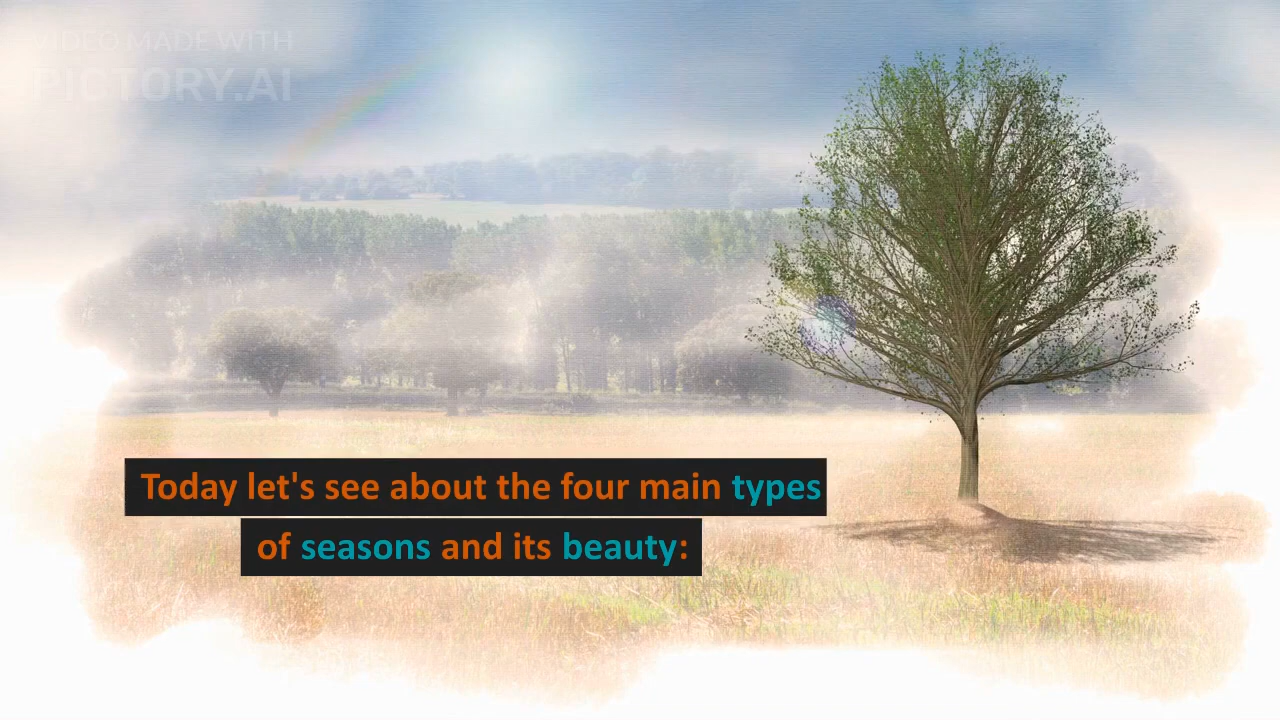 VIDEO MADE WITH
PICTORY.AI
Today let's see about the four main types
of seasons and its beauty: